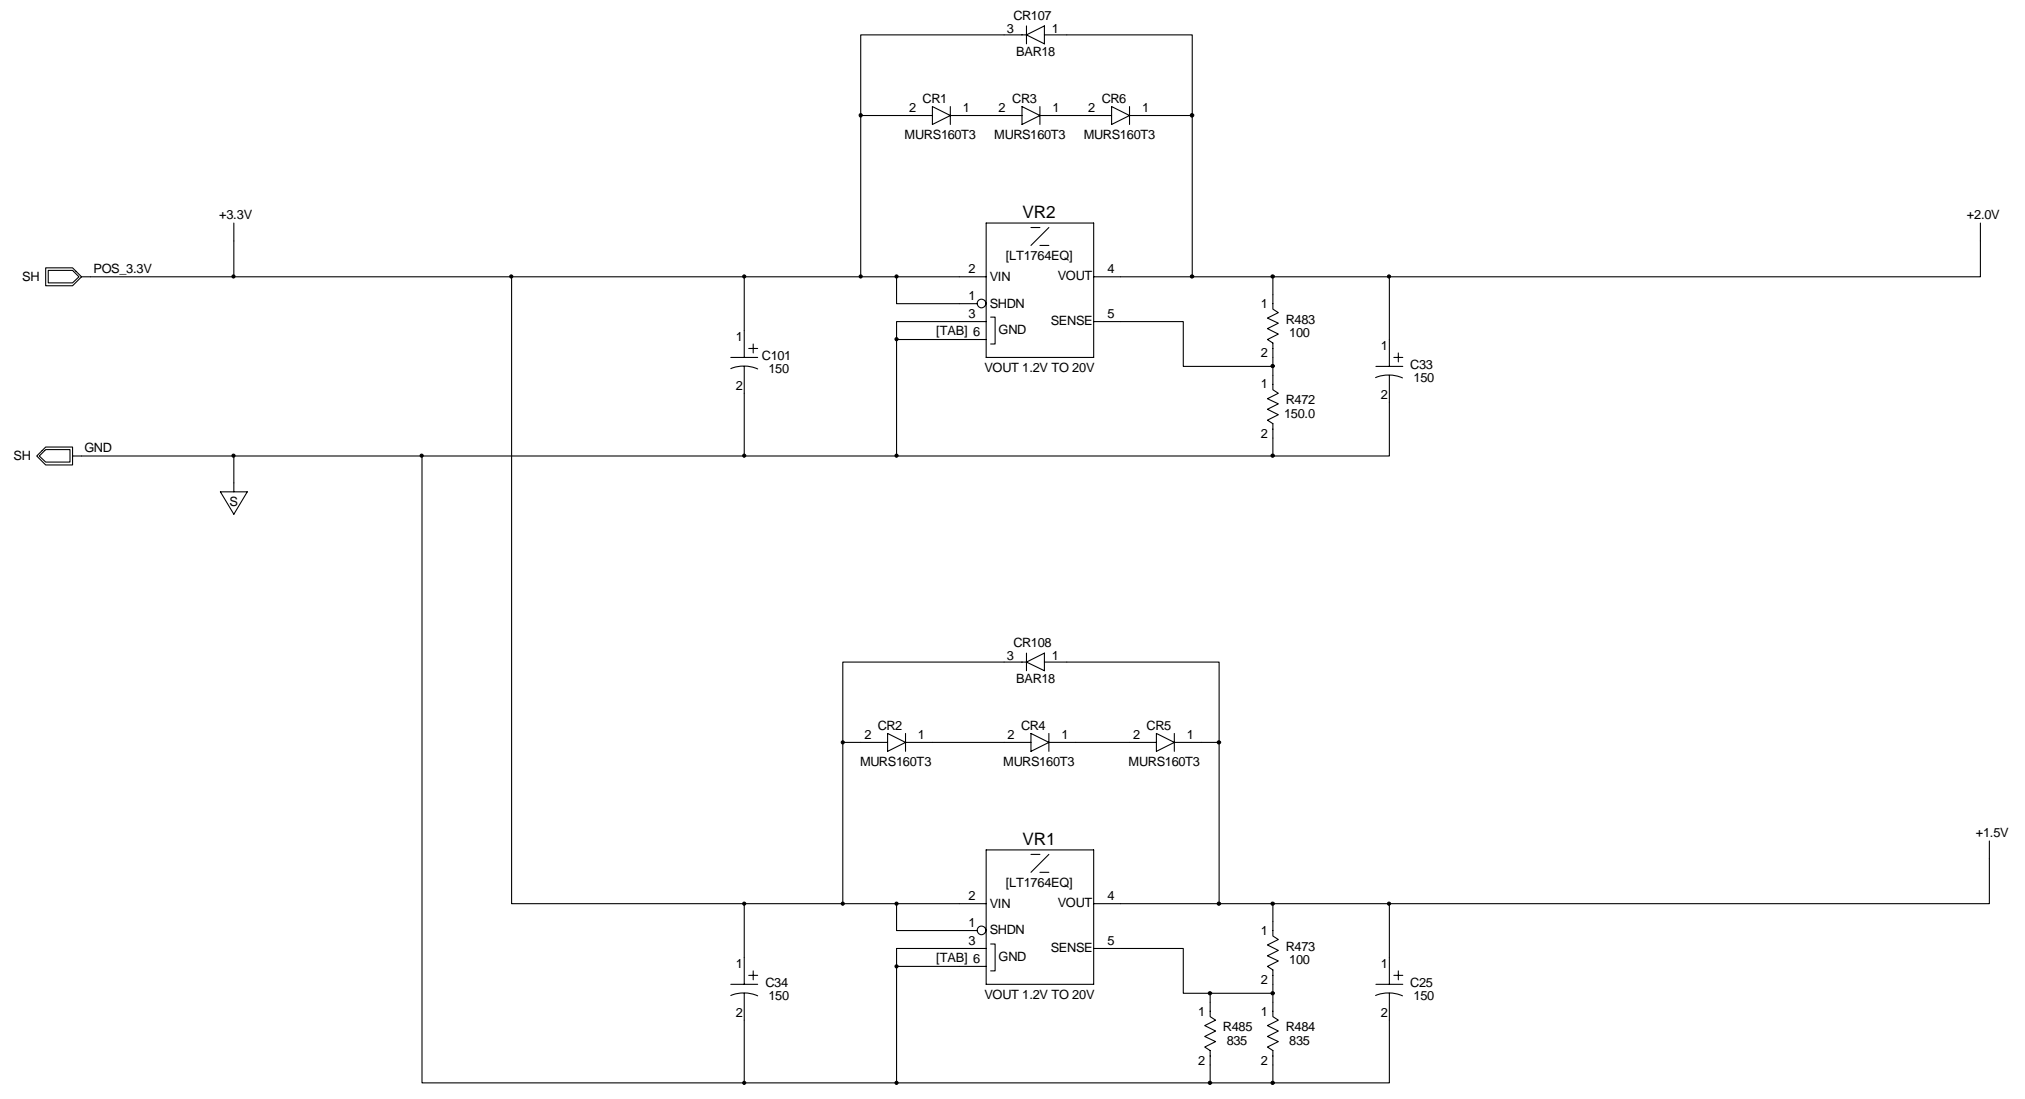 CR107
3 1
BAR18
CR1 CR3 CR6
2 1 2 1 2 1
MURS160T3 MURS160T3 MURS160T3
+3.3V
VR2
+2.0V
[LT1764EQ]
SH POS_3.3V
2 VIN VOUT 4
1 SHDN
3
[TAB] 6 GND
SENSE 5
VOUT 1.2V TO 20V
1
R483
100
2
1
+
C101
150
2
1
+
C33
150
2
1
R472
150.0
2
SH GND
S
CR108
3 1
BAR18
CR2 CR4 CR5
2 1 2 1 2 1
MURS160T3 MURS160T3 MURS160T3
VR1
+1.5V
[LT1764EQ]
2 VIN VOUT 4
1 SHDN
3
[TAB] 6 GND
SENSE 5
VOUT 1.2V TO 20V
1
R473
100
2
1
+
C34
150
2
1
+
C25
150
2
1
R485
835
2
1
R484
835
2